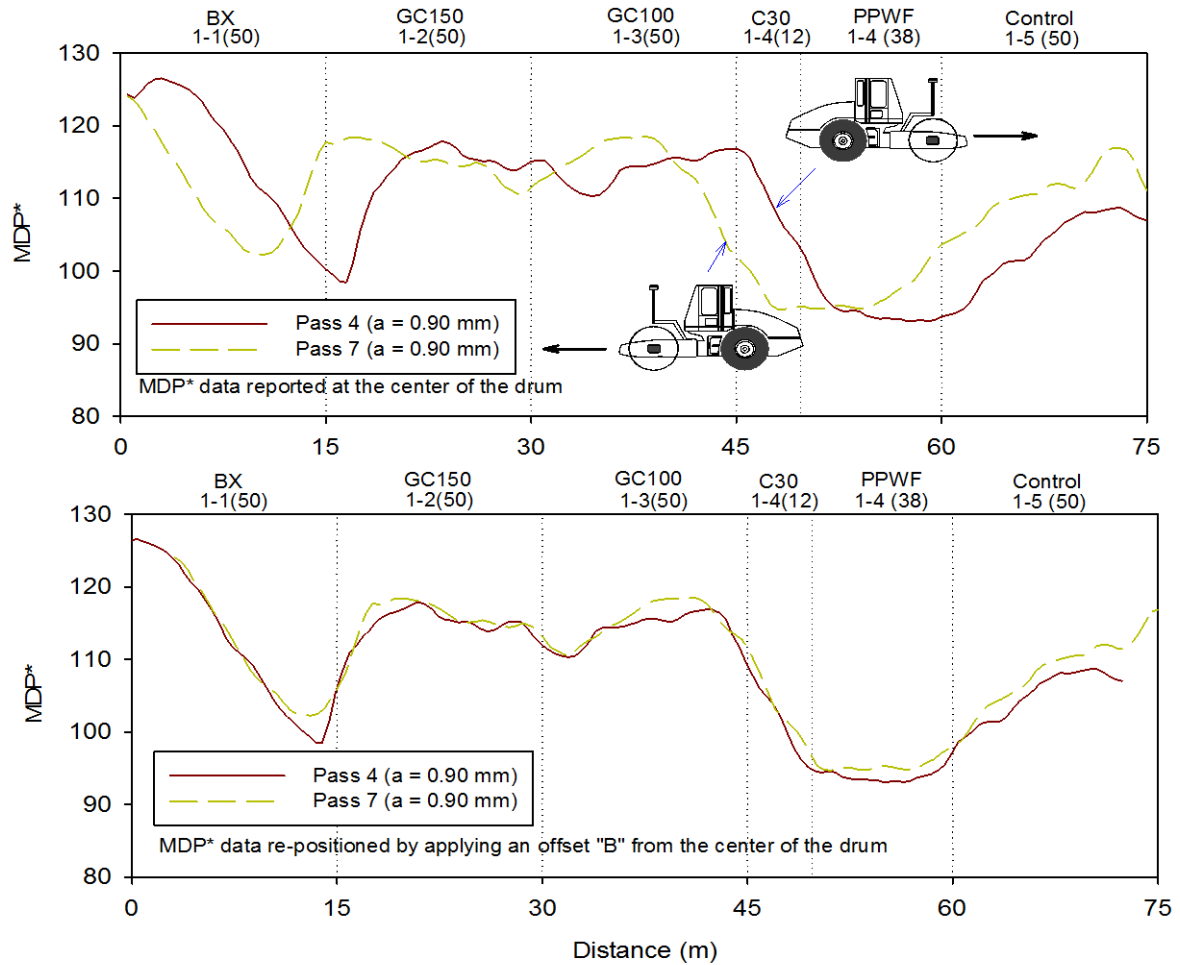 BX GC150 GC100 C30 PPWF Control
1-1(50) 1-2(50) 1-3(50) 1-4(12) 1-4 (38) 1-5 (50)
130
120
110
100
90
80
MDP*
Pass 4 (a = 0.90 mm)
Pass 7 (a = 0.90 mm)
MDP* data reported at the center of the drum
0 15 30 45 60 75
BX GC150 GC100 C30 PPWF Control
1-1(50) 1-2(50) 1-3(50) 1-4(12) 1-4 (38) 1-5 (50)
130
120
110
100
90
80
MDP*
Pass 4 (a = 0.90 mm)
Pass 7 (a = 0.90 mm)
MDP* data re-positioned by applying an offset "B" from the center of the drum
0 15 30 45 60 75
Distance (m)